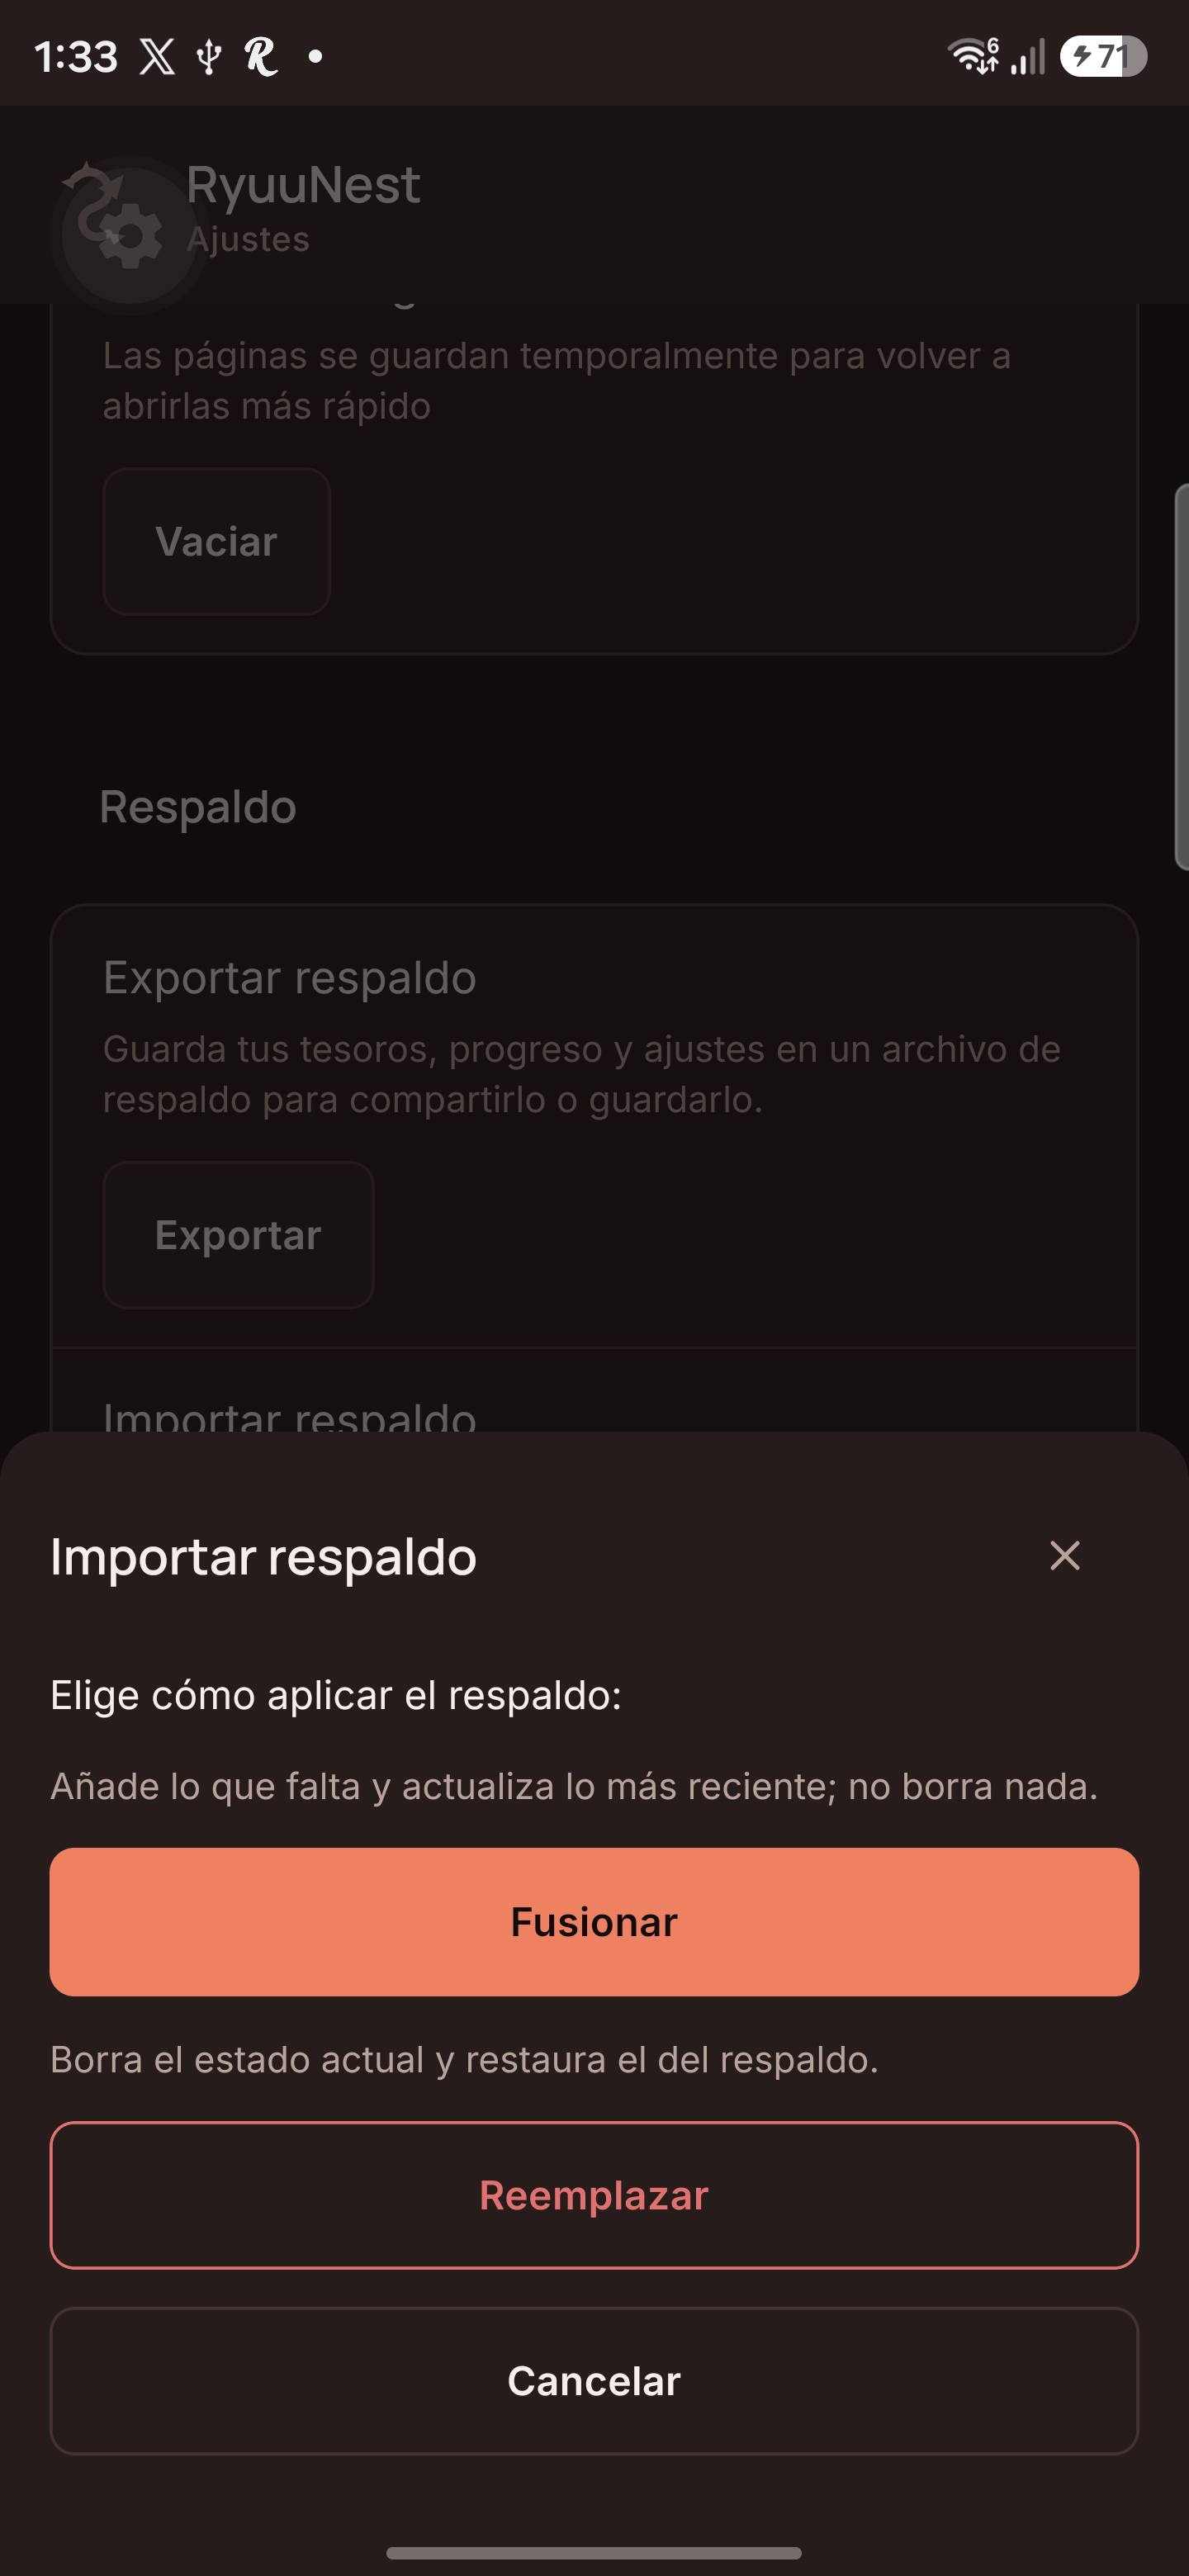 1:33
6
71
RyuuNest
Ajustes
Las páginas se guardan temporalmente para volver a
abrirlas más rápido
Vaciar
Respaldo
Exportar respaldo
Guarda tus tesoros, progreso y ajustes en un archivo de
respaldo para compartirlo o guardarlo.
Exportar
Importar respaldo
Importar respaldo
Elige cómo aplicar el respaldo:
Añade lo que falta y actualiza lo más reciente; no borra nada.
Fusionar
Borra el estado actual y restaura el del respaldo.
Reemplazar
Cancelar